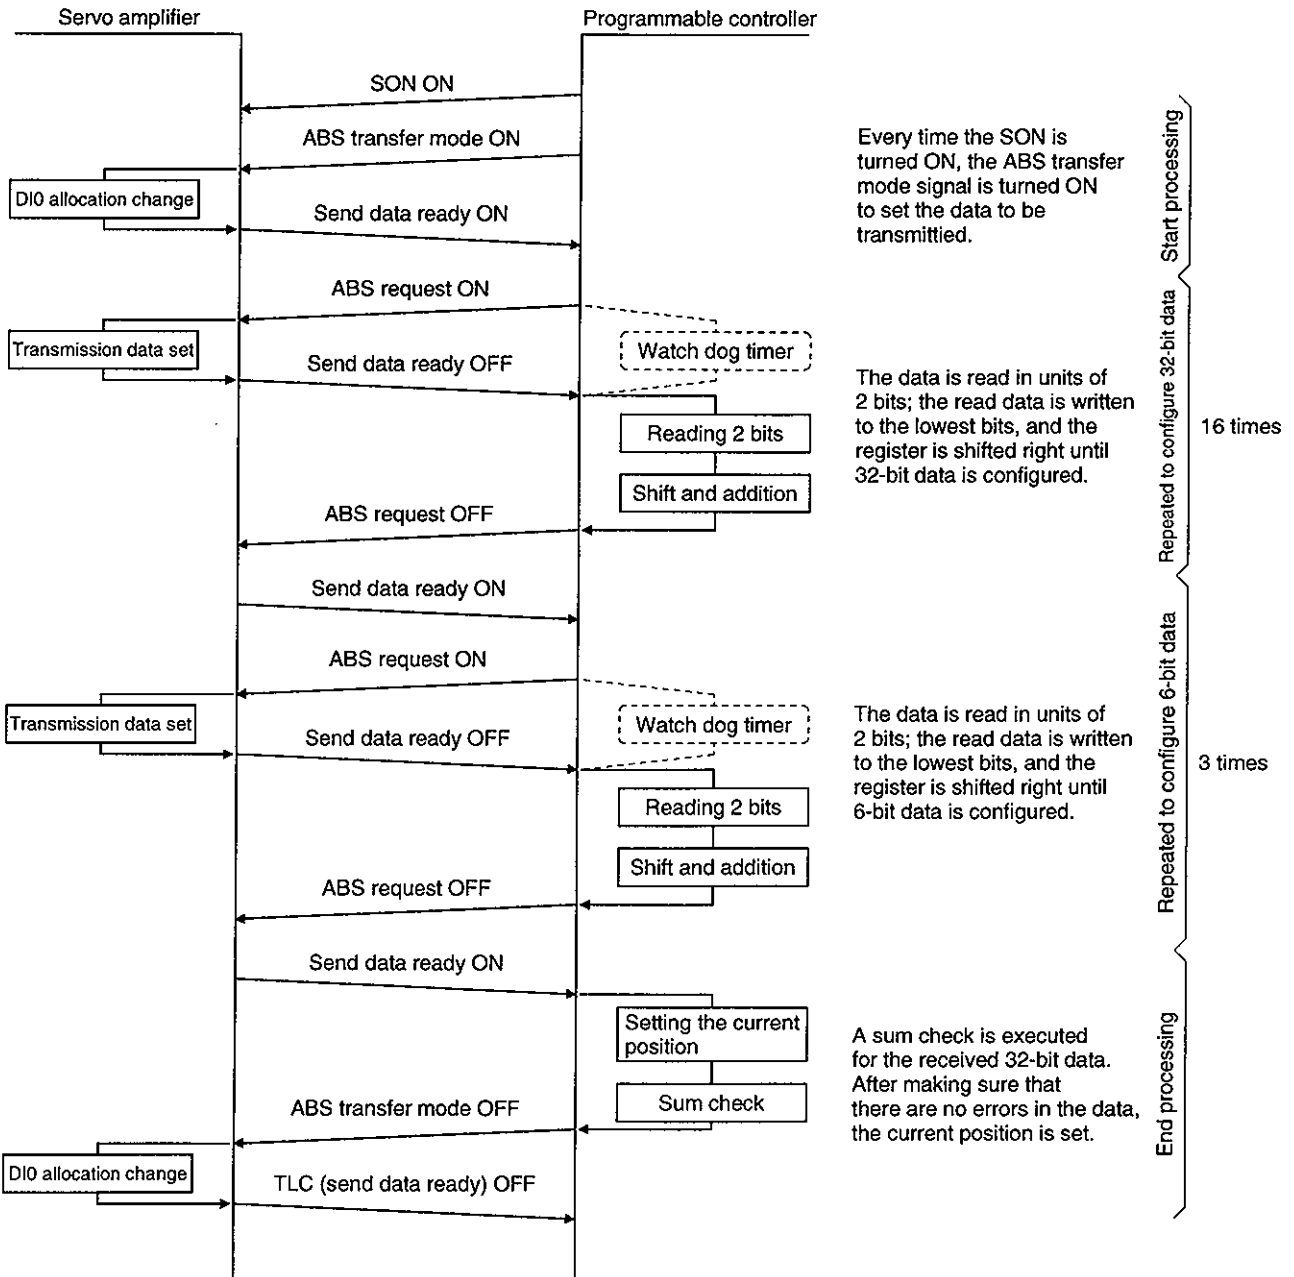 Servo amplifier
Programmable controller
SON ON
ABS transfer mode ON
DI0 allocation change
Send data ready ON
Every time the SON is
turned ON, the ABS transfer
mode signal is turned ON
to set the data to be
transmittied.
Start processing
ABS request ON
Transmission data set
Watch dog timer
Send data ready OFF
Reading 2 bits
Shift and addition
ABS request OFF
The data is read in units of
2 bits; the read data is written
to the lowest bits, and the
register is shifted right until
32-bit data is configured.
Repeated to configure 32-bit data
16 times
Send data ready ON
ABS request ON
Transmission data set
Watch dog timer
Send data ready OFF
Reading 2 bits
Shift and addition
ABS request OFF
The data is read in units of
2 bits; the read data is written
to the lowest bits, and the
register is shifted right until
6-bit data is configured.
Repeated to configure 6-bit data
3 times
Send data ready ON
Setting the current
position
Sum check
ABS transfer mode OFF
DI0 allocation change
TLC (send data ready) OFF
A sum check is executed
for the received 32-bit data.
After making sure that
there are no errors in the data,
the current position is set.
End processing